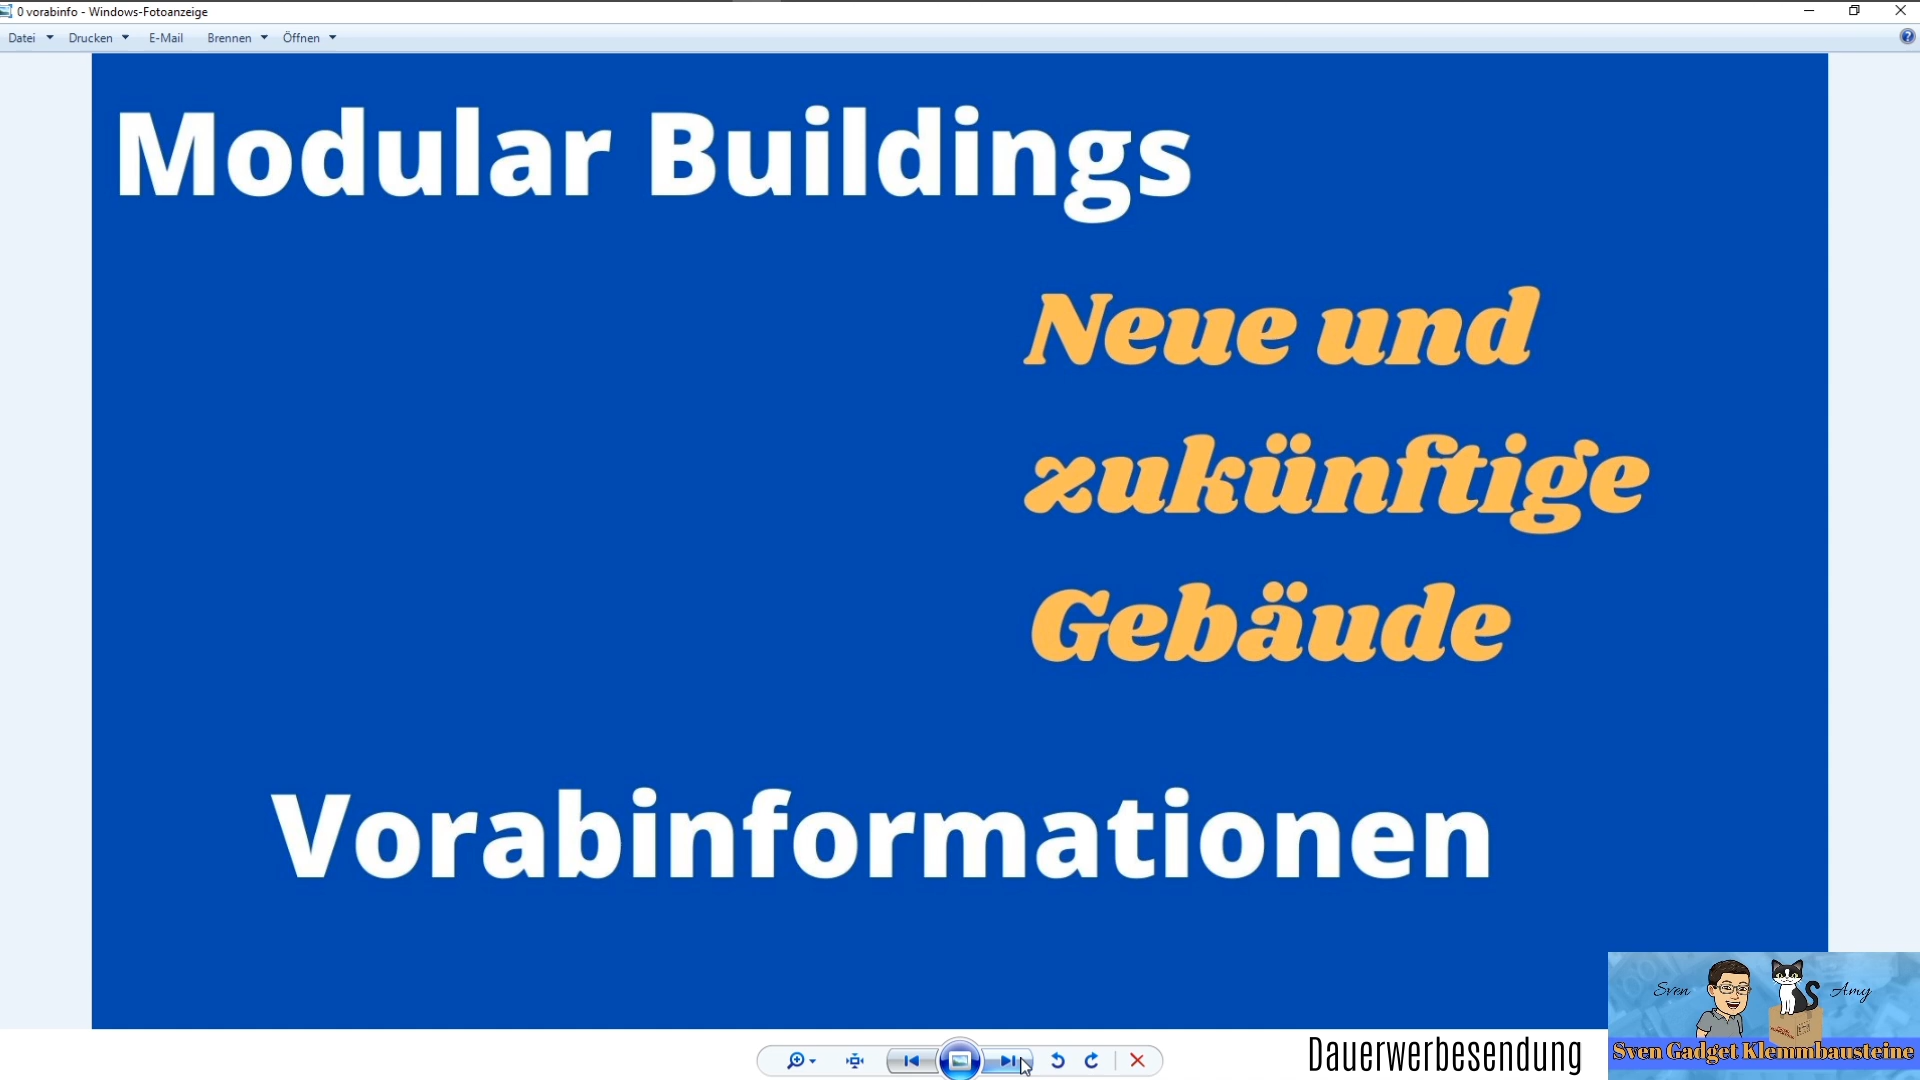 0 vorabinfo - Windows-Fotoanzeige
Datei Drucken E-Mail Brennen Öffnen
Modular Buildings
Neue und
zukünftige
Gebäude
Vorabinformationen
Sven Amy
Dauerwerbesendung
Sven Gadget Klemmbausteine